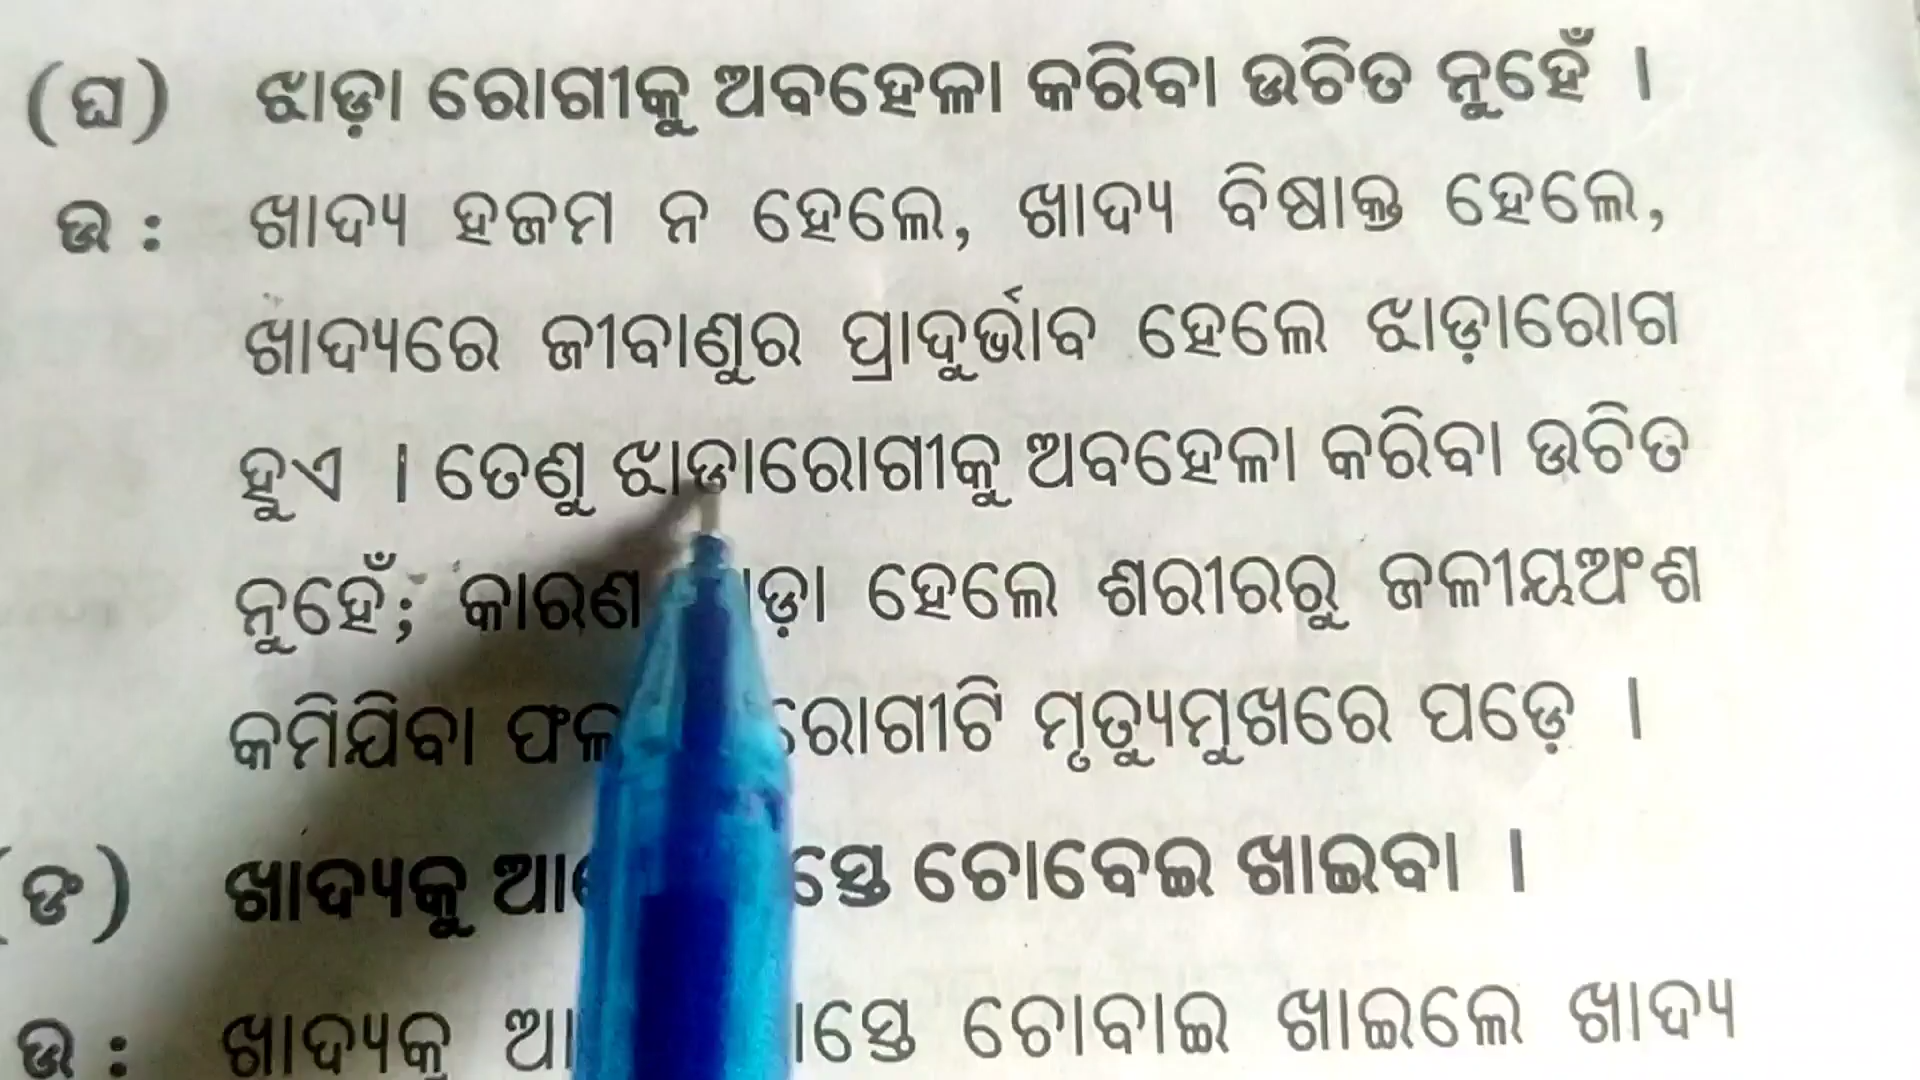 (ଘ) ଝାଡ଼ା ରୋଗୀକୁ ଅବହେଳା କରିବା ଉଚିତ ନୁହେଁ ।
ଉ : ଖାଦ୍ୟ ହଜମ ନ ହେଲେ, ଖାଦ୍ୟ ବିଷାକ୍ତ ହେଲେ,
ଖାଦ୍ୟରେ ଜୀବାଣୁର ପ୍ରାଦୁର୍ଭାବ ହେଲେ ଝାଡ଼ାରୋଗ
ହୁଏ । ତେଣୁ ଝାଡ଼ାରୋଗୀକୁ ଅବହେଳା କରିବା ଉଚିତ
ନୁହେଁ; କାରଣ ହେଲେ ଶରୀରରୁ ଜଳୀୟଅଂଶ
କମିଯିବା ରୋଗୀଟି ମୃତ୍ୟୁମୁଖରେ ପଡ଼େ ।
(ଙ) ଖାଦ୍ୟକୁ ଚୋବେଇ ଖାଇବା ।
ଉ : ଖାଦ୍ୟକୁ ଚୋବାଇ ଖାଇଲେ ଖାଦ୍ୟ